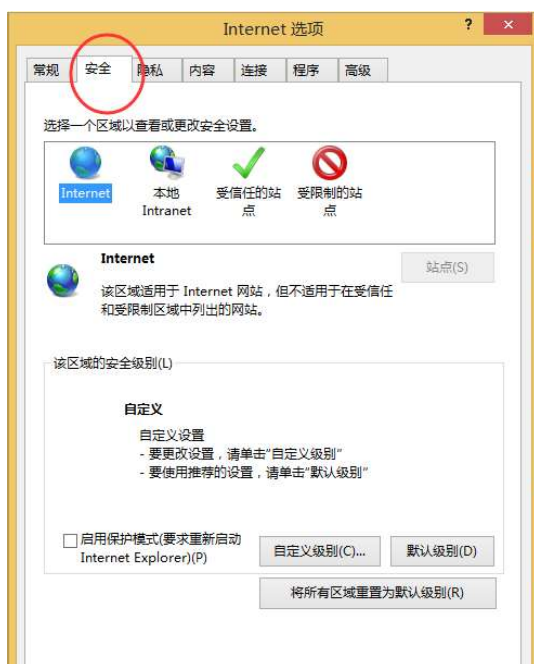 Internet 选项
?
×
常规 安全 隐私 内容 连接 程序 高级
选择一个区域以查看或更改安全设置。
Internet 本地 Intranet 受信任的站点 受限制的站点
Internet
站点(S)
该区域适用于 Internet 网站，但不适用于在受信任
和受限制区域中列出的网站。
该区域的安全级别(L)
自定义
自定义设置
- 要更改设置，请单击"自定义级别"
- 要使用推荐的设置，请单击"默认级别"
启用保护模式(要求重新启动
Internet Explorer)(P)
自定义级别(C)... 默认级别(D)
将所有区域重置为默认级别(R)